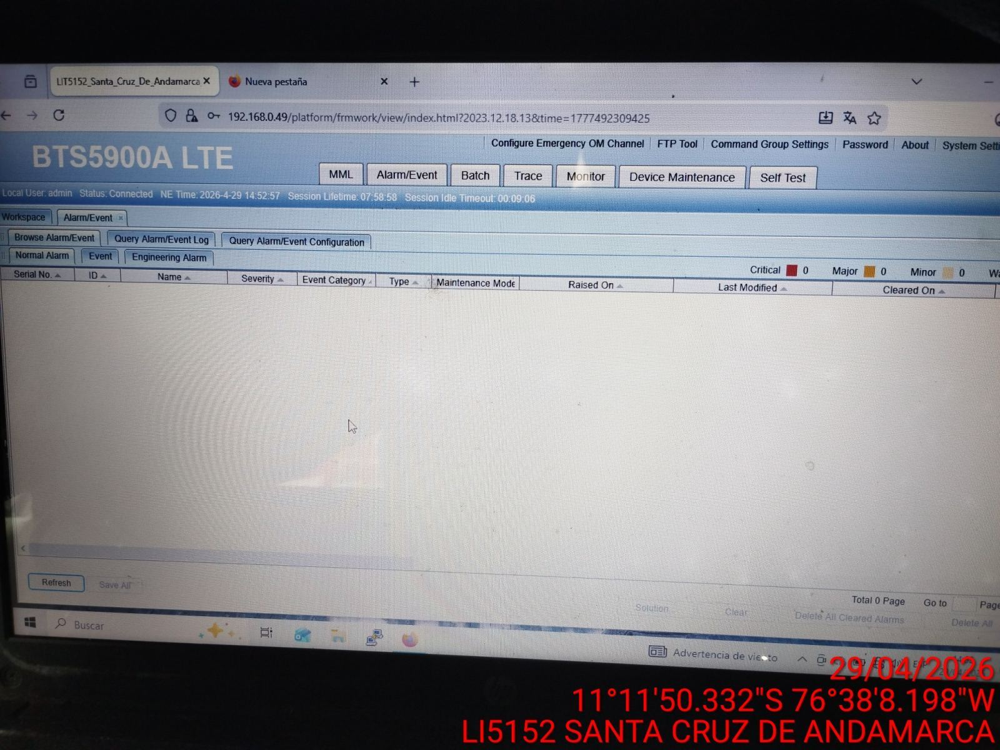 LIT5152_Santa_Cruz_De_Andamarca
Nueva pestaña
192.168.0.49/platform/frmwork/view/index.html?2023.12.18.13&time=1777492309425
BTS5900A LTE
Configure Emergency OM Channel FTP Tool Command Group Settings Password About System
MML Alarm/Event Batch Trace Monitor Device Maintenance Self Test
Local User: admin Status: Connected NE Time: 2026-4-29 14:52:57 Session Lifetime: 07:58:58 Session Idle Timeout: 00:09:06
Workspace Alarm/Event
Browse Alarm/Event Query Alarm/Event Log Query Alarm/Event Configuration
Normal Alarm Event Engineering Alarm
Critical 0 Major 0 Minor 0
Serial No. ID Name Severity Event Category Type Maintenance Mode Raised On Last Modified Cleared On
Refresh Save All
Total 0 Page Go to Page
Solution Clear Delete All Cleared Alarms Delete All
Buscar
Advertencia de viento
29/04/2026
11°11'50.332"S 76°38'8.198"W
LI5152 SANTA CRUZ DE ANDAMARCA